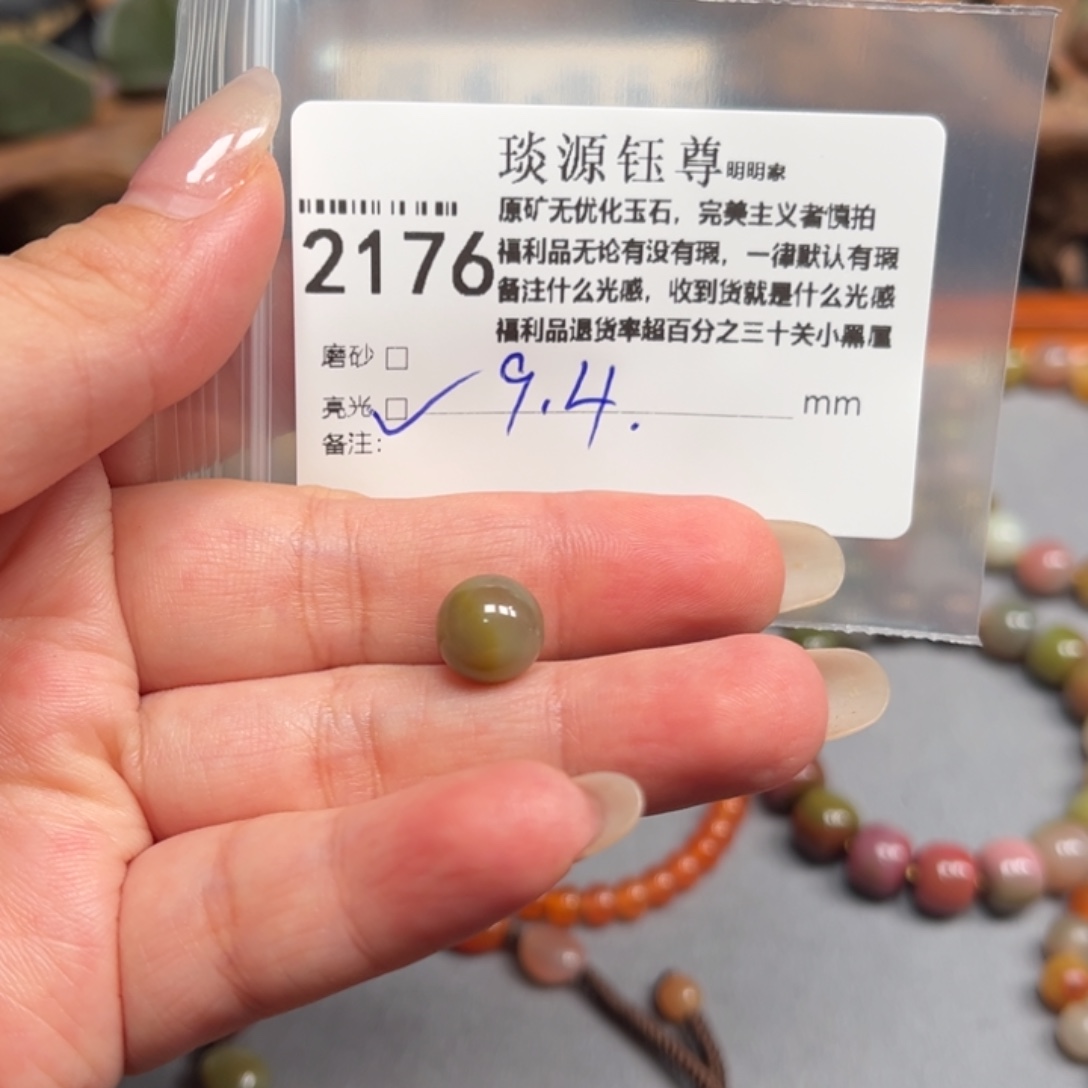 琰源钰尊明明家
原矿无优化玉石，完美主义者慎拍
2176
福利品无论有没有瑕，一律默认有瑕
备注什么光感，收到货就是什么光感
福利品退货率超百分之三十关小黑屋
磨砂 □
亮光 □ ✓ 9.4. mm
备注：